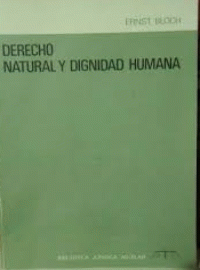 ERNST BLOCH
DERECHO
NATURAL Y DIGNIDAD HUMANA
BIBLIOTECA JURIDICA AGUILAR